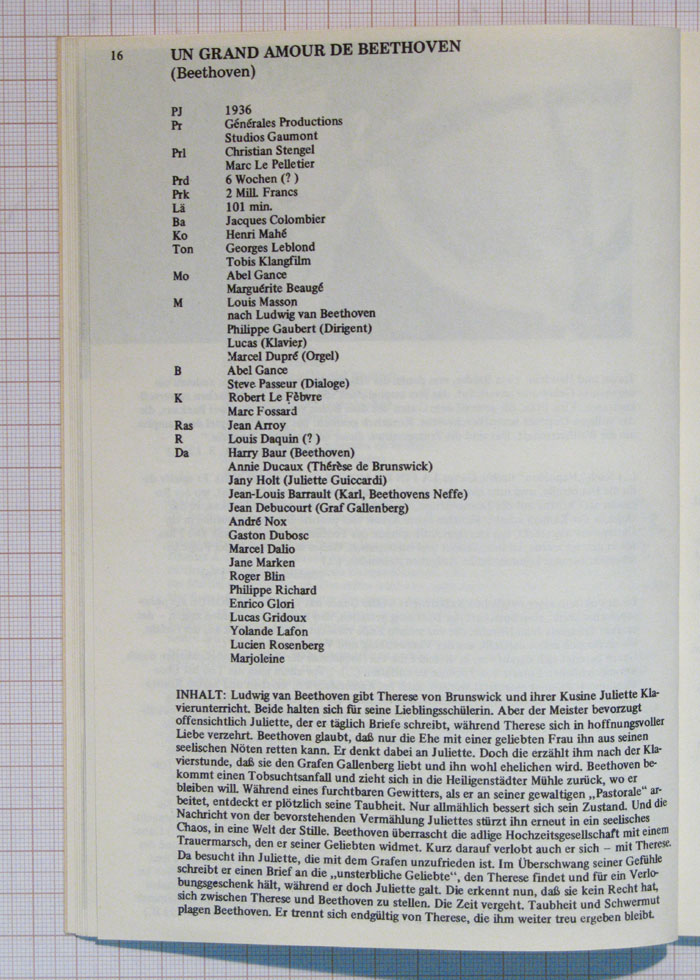 16 UN GRAND AMOUR DE BEETHOVEN
(Beethoven)
PJ 1936
Pr Générales Productions
Studios Gaumont
Prl Christian Stengel
Marc Le Pelletier
Prd 6 Wochen (? )
Prk 2 Mill. Francs
Lä 101 min.
Ba Jacques Colombier
Ko Henri Mahé
Ton Georges Leblond
Tobis Klangfilm
Mo Abel Gance
Marguérite Beaugé
M Louis Masson
nach Ludwig van Beethoven
Philippe Gaubert (Dirigent)
Lucas (Klavier)
Marcel Dupré (Orgel)
B Abel Gance
Steve Passeur (Dialoge)
K Robert Le Fèbvre
Marc Fossard
Ras Jean Arroy
R Louis Daquin (? )
Da Harry Baur (Beethoven)
Annie Ducaux (Thérèse de Brunswick)
Jany Holt (Juliette Guiccardi)
Jean-Louis Barrault (Karl, Beethovens Neffe)
Jean Debucourt (Graf Gallenberg)
André Nox
Gaston Dubosc
Marcel Dalio
Jane Marken
Roger Blin
Philippe Richard
Enrico Glori
Lucas Gridoux
Yolande Lafon
Lucien Rosenberg
Marjoleine
INHALT: Ludwig van Beethoven gibt Therese von Brunswick und ihrer Kusine Juliette Kla-
vierunterricht. Beide halten sich für seine Lieblingsschülerin. Aber der Meister bevorzugt
offensichtlich Juliette, der er täglich Briefe schreibt, während Therese sich in hoffnungsvoller
Liebe verzehrt. Beethoven glaubt, daß nur die Ehe mit einer geliebten Frau ihn aus seinen
seelischen Nöten retten kann. Er denkt dabei an Juliette. Doch die erzählt ihm nach der Kla-
vierstunde, daß sie den Grafen Gallenberg liebt und ihn wohl ehelichen wird. Beethoven be-
kommt einen Tobsuchtsanfall und zieht sich in die Heiligenstädter Mühle zurück, wo er
bleiben will. Während eines furchtbaren Gewitters, als er an seiner gewaltigen „Pastorale“ ar-
beitet, entdeckt er plötzlich seine Taubheit. Nur allmählich bessert sich sein Zustand. Und die
Nachricht von der bevorstehenden Vermählung Juliettes stürzt ihn erneut in ein seelisches
Chaos, in eine Welt der Stille. Beethoven überrascht die adlige Hochzeitsgesellschaft mit einem
Trauermarsch, den er seiner Geliebten widmet. Kurz darauf verlobt auch er sich – mit Therese.
Da besucht ihn Juliette, die mit dem Grafen unzufrieden ist. Im Überschwang seiner Gefühle
schreibt er einen Brief an die „unsterbliche Geliebte“, den Therese findet und für ein Verlo-
bungsgeschenk hält, während er doch Juliette galt. Die erkennt nun, daß sie kein Recht hat,
sich zwischen Therese und Beethoven zu stellen. Die Zeit vergeht. Taubheit und Schwermut
plagen Beethoven. Er trennt sich endgültig von Therese, die ihm weiter treu ergeben bleibt.